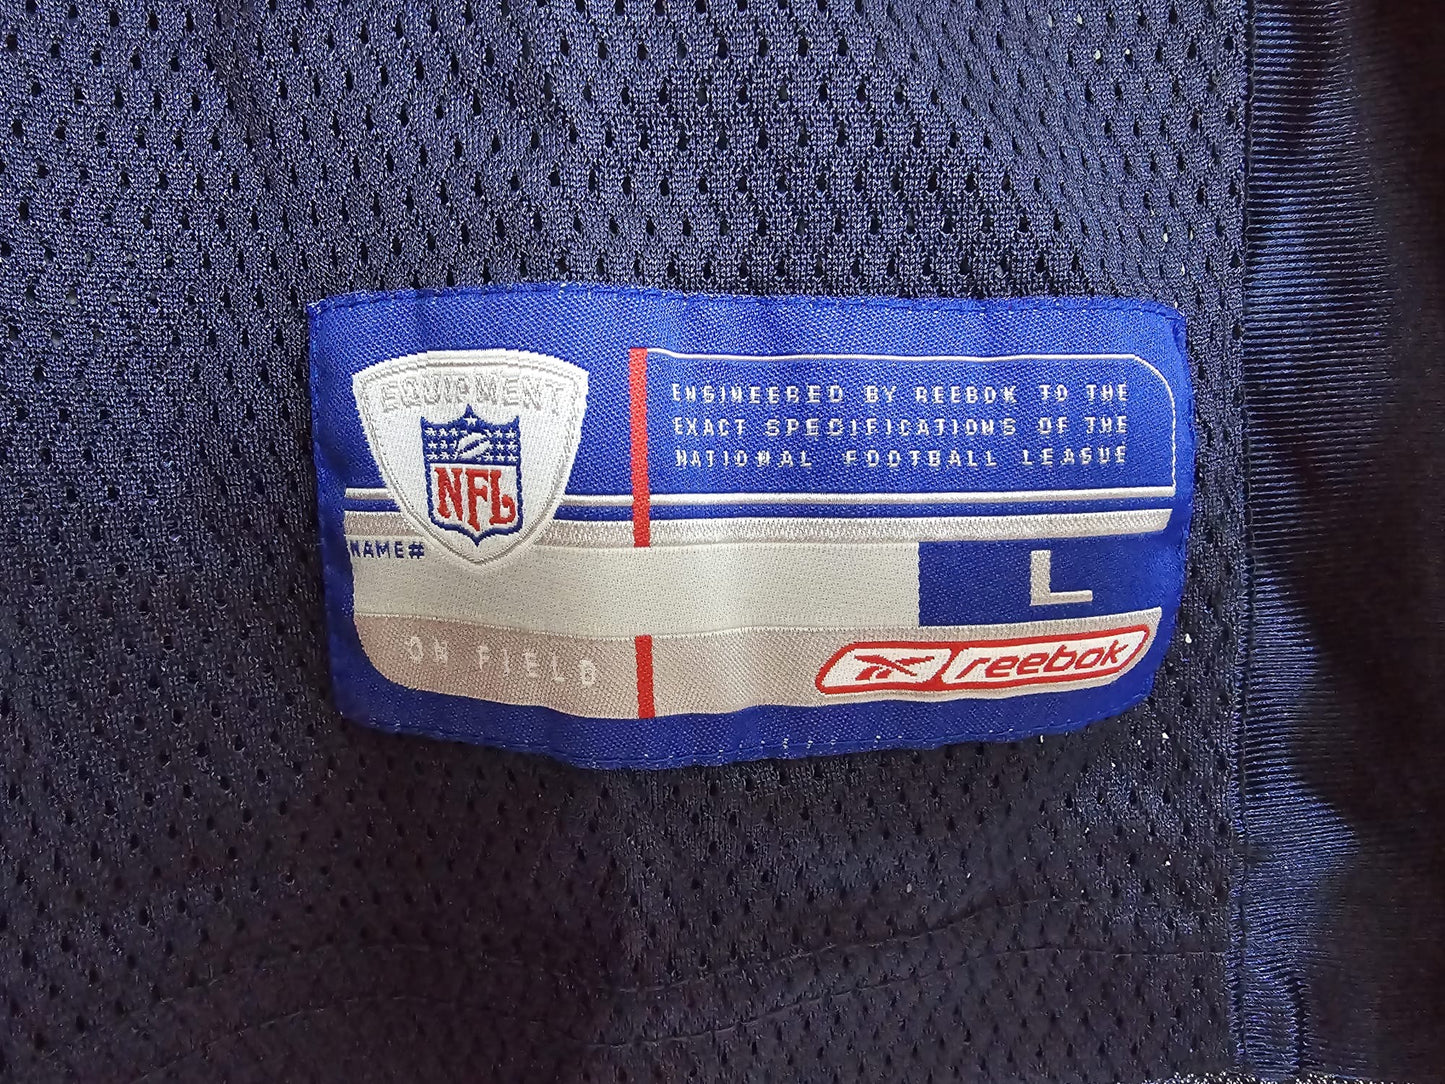 EQUIPMENT
NFL
ENGINEERED BY REEBOK TO THE
EXACT SPECIFICATIONS OF THE
NATIONAL FOOTBALL LEAGUE
NAME#
L
ON FIELD
reebok